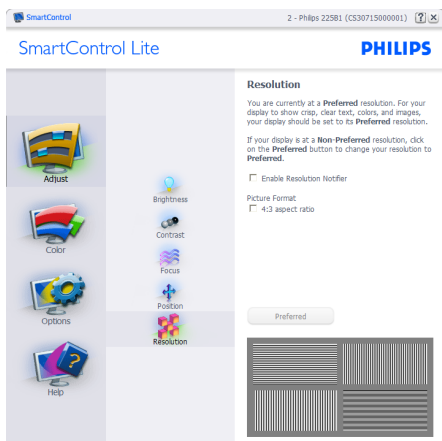 SmartControl
2 - Philips 225B1 (CS30715000001)
SmartControl Lite
PHILIPS
Resolution
You are currently at a Preferred resolution. For your
display to show crisp, clear text, colors, and images,
your display should be set to its Preferred resolution.
If your display is at a Non-Preferred resolution, click
on the Preferred button to change your resolution to
Preferred.
Enable Resolution Notifier
Picture Format
4:3 aspect ratio
Preferred
Adjust
Color
Options
Help
Brightness
Contrast
Focus
Position
Resolution